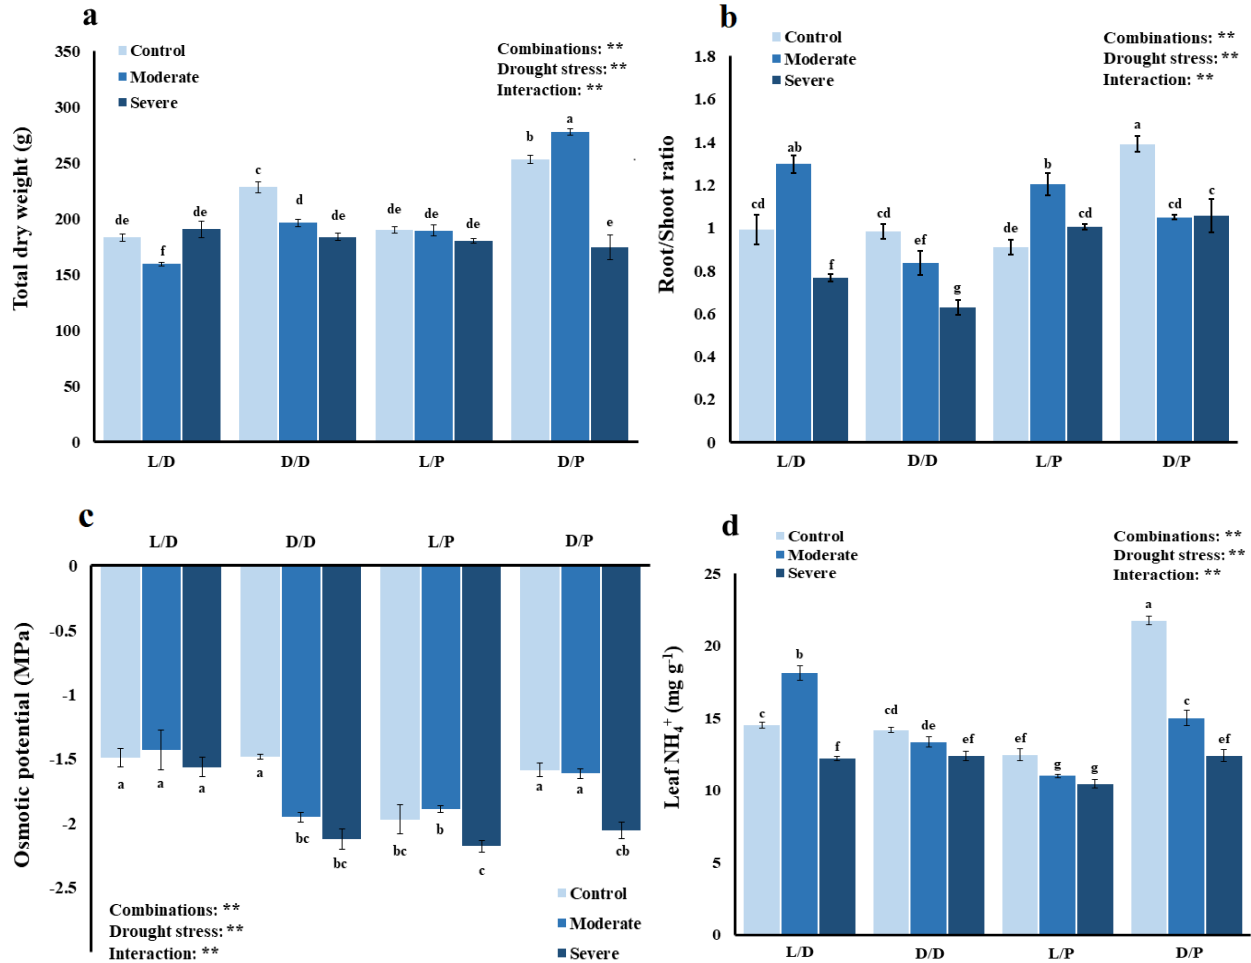 a
Control
Moderate
Severe
Combinations: **
Drought stress: **
Interaction: **
Total dry weight (g)
350
300
250
200
150
100
50
0
de
f
de
c
d
de
de
de
de
b
a
e
L/D
D/D
L/P
D/P
b
Control
Moderate
Severe
Combinations: **
Drought stress: **
Interaction: **
Root/Shoot ratio
1.8
1.6
1.4
1.2
1
0.8
0.6
0.4
0.2
0
cd
ab
f
cd
ef
g
de
b
cd
a
cd
c
L/D
D/D
L/P
D/P
c
L/D
D/D
L/P
D/P
Osmotic potential (MPa)
0
-0.5
-1
-1.5
-2
-2.5
a
a
a
a
bc
bc
bc
b
c
a
a
cb
Combinations: **
Drought stress: **
Interaction: **
Control
Moderate
Severe
d
Control
Moderate
Severe
Combinations: **
Drought stress: **
Interaction: **
Leaf NH₄⁺ (mg g⁻¹)
25
20
15
10
5
0
c
b
f
cd
de
ef
ef
g
g
a
c
ef
L/D
D/D
L/P
D/P